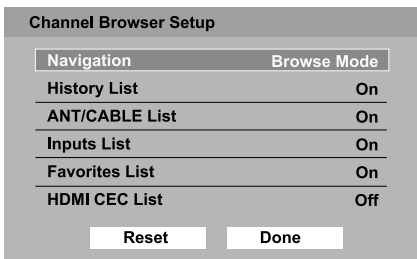 Channel Browser Setup
Navigation Browse Mode
History List On
ANT/CABLE List On
Inputs List On
Favorites List On
HDMI CEC List Off
Reset Done